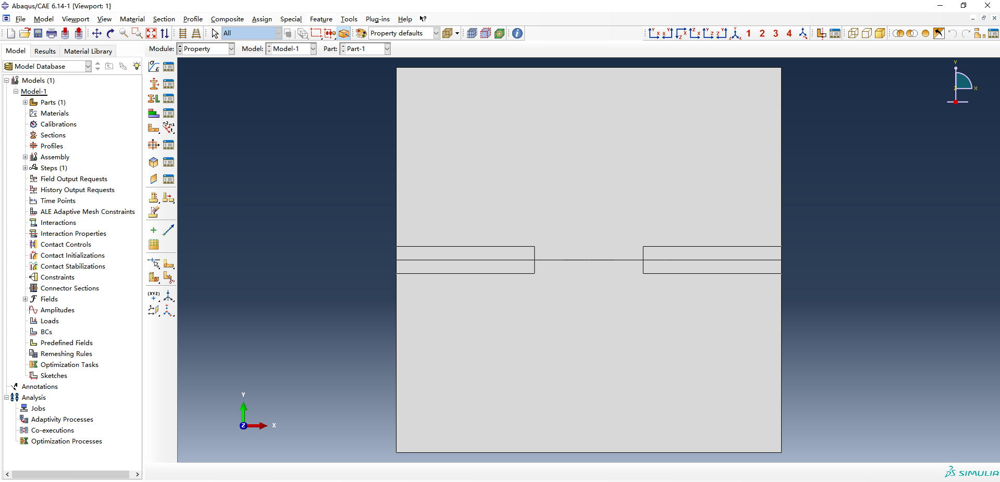 Abaqus/CAE 6.14-1 [Viewport: 1]
File Model Viewport View Material Section Profile Composite Assign Special Feature Tools Plug-ins Help
All Property defaults 1 2 3 4
Model Results Material Library Module: Property Model: Model-1 Part: Part-1
Model Database
Models (1)
Model-1
Parts (1)
Materials
Calibrations
Sections
Profiles
Assembly
Steps (1)
Field Output Requests
History Output Requests
Time Points
ALE Adaptive Mesh Constraints
Interactions
Interaction Properties
Contact Controls
Contact Initializations
Contact Stabilizations
Constraints
Connector Sections
Fields
Amplitudes
Loads
BCs
Predefined Fields
Remeshing Rules
Optimization Tasks
Sketches
Annotations
Analysis
Jobs
Adaptivity Processes
Co-executions
Optimization Processes
(XYZ)
Y
X
Z
Y
Z
X
SIMULIA